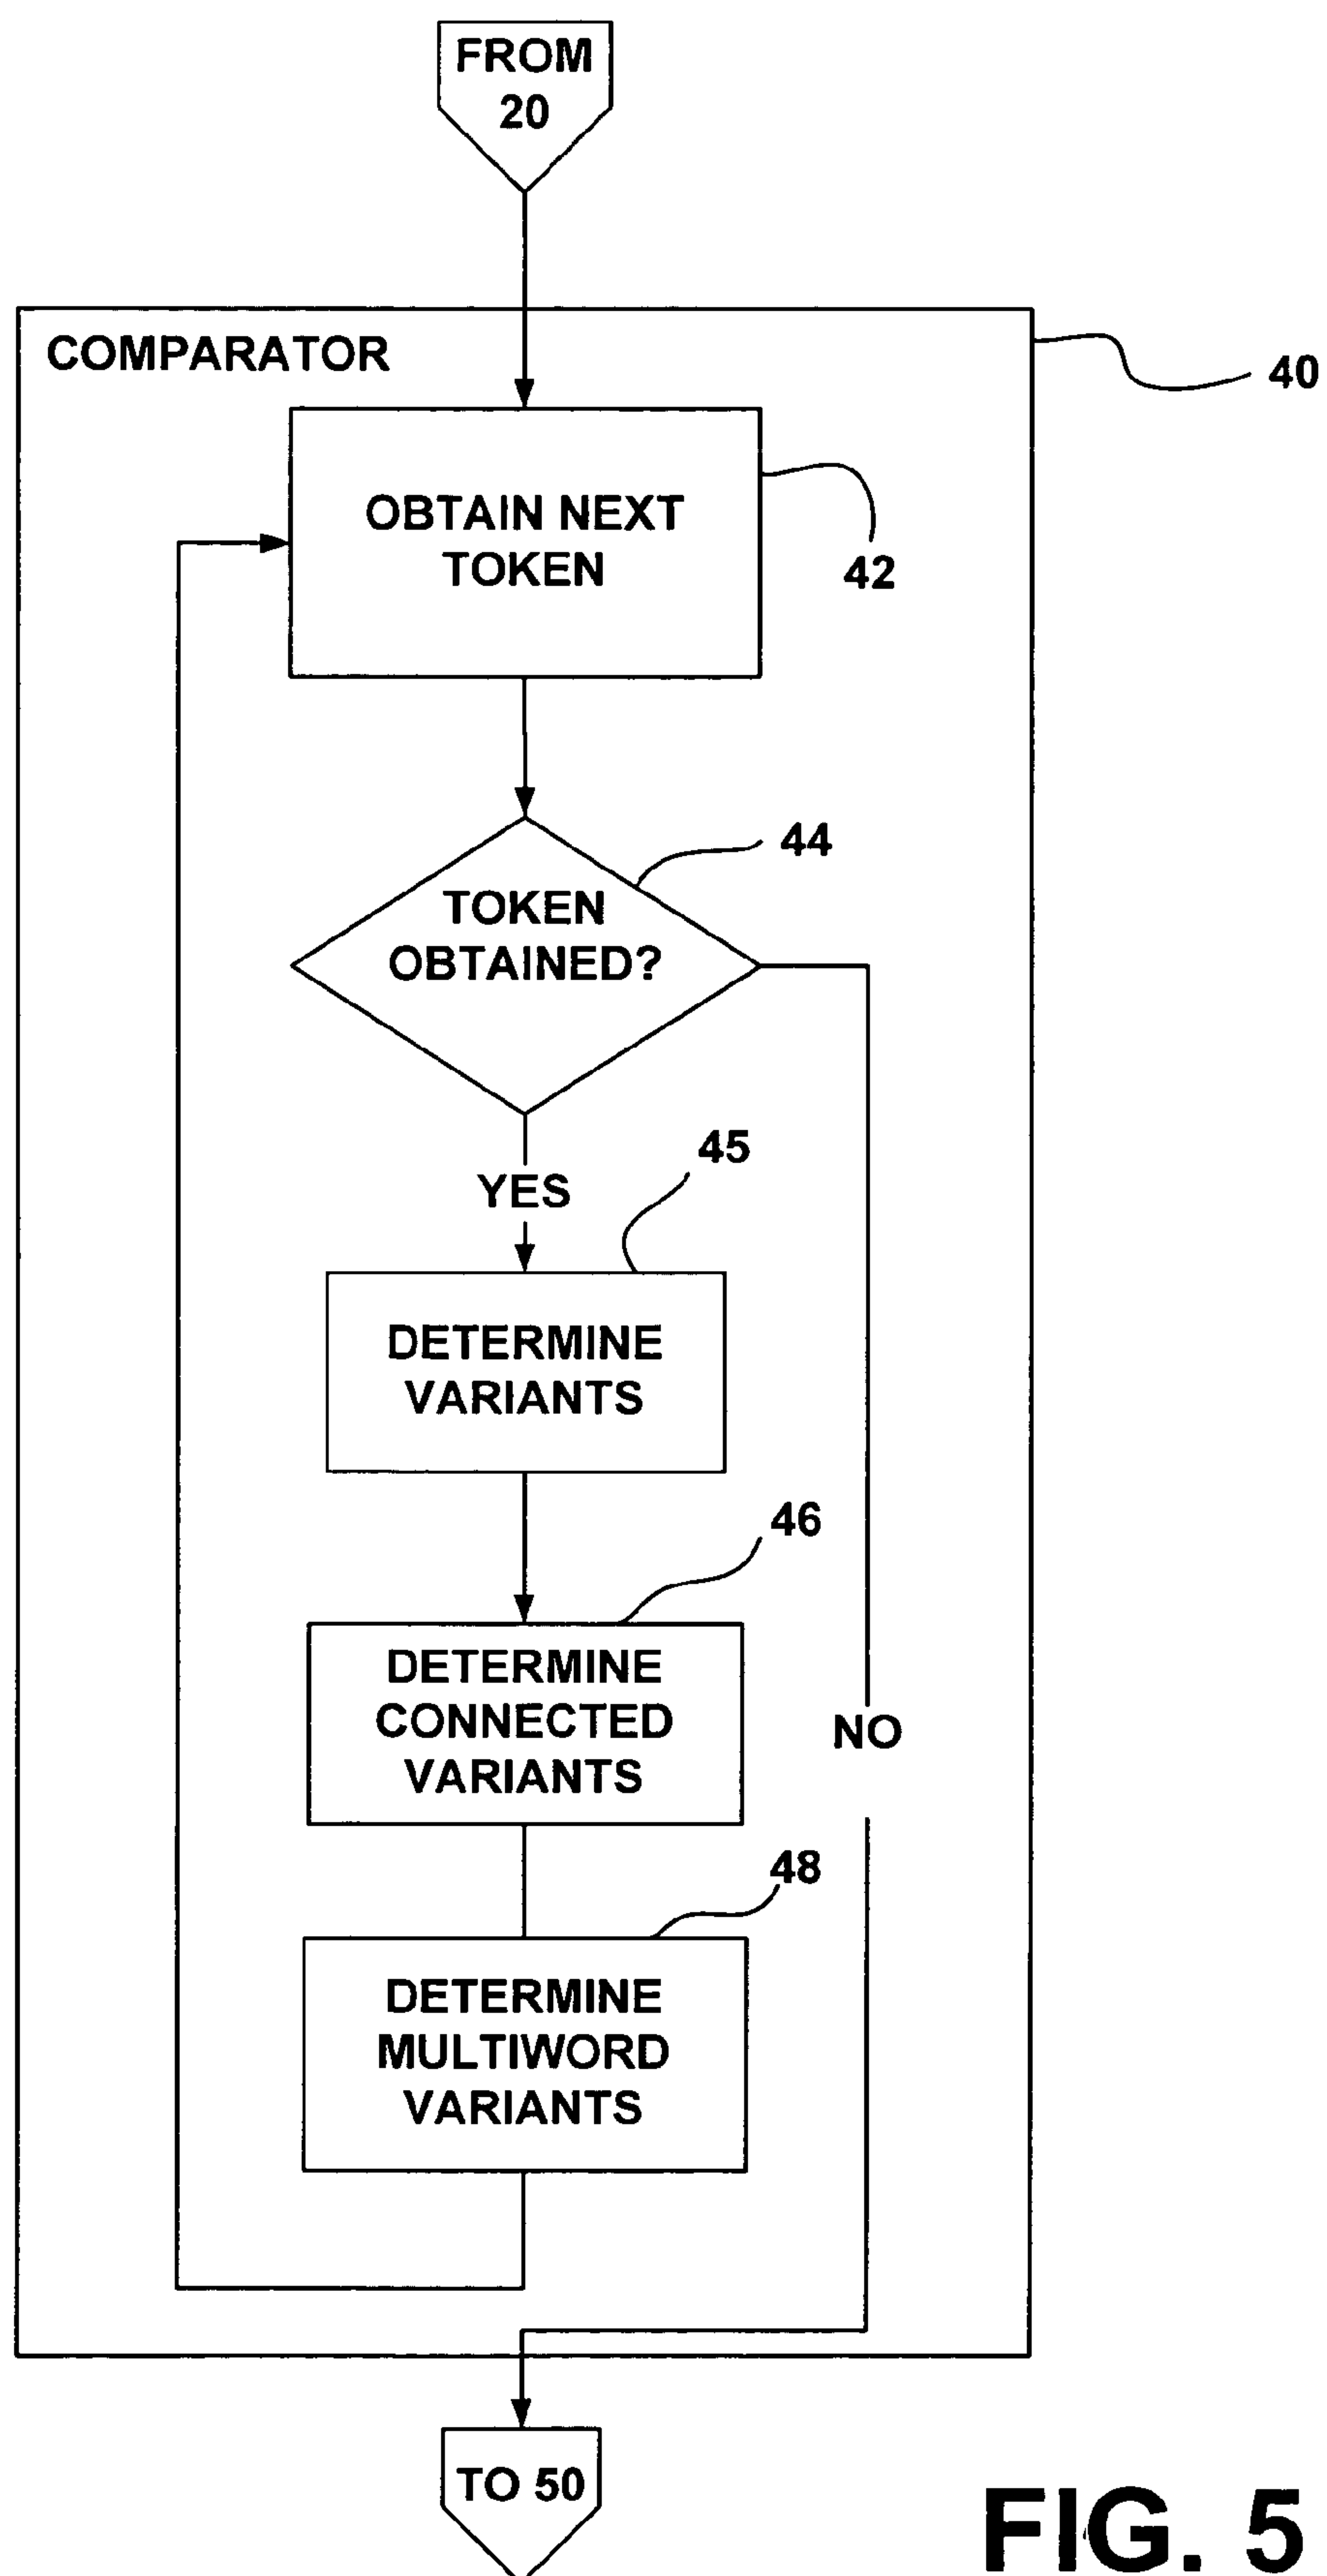 FROM
20
COMPARATOR
40
OBTAIN NEXT
TOKEN
42
44
TOKEN
OBTAINED?
45
YES
DETERMINE
VARIANTS
46
DETERMINE
CONNECTED
VARIANTS
NO
48
DETERMINE
MULTIWORD
VARIANTS
TO 50
FIG. 5